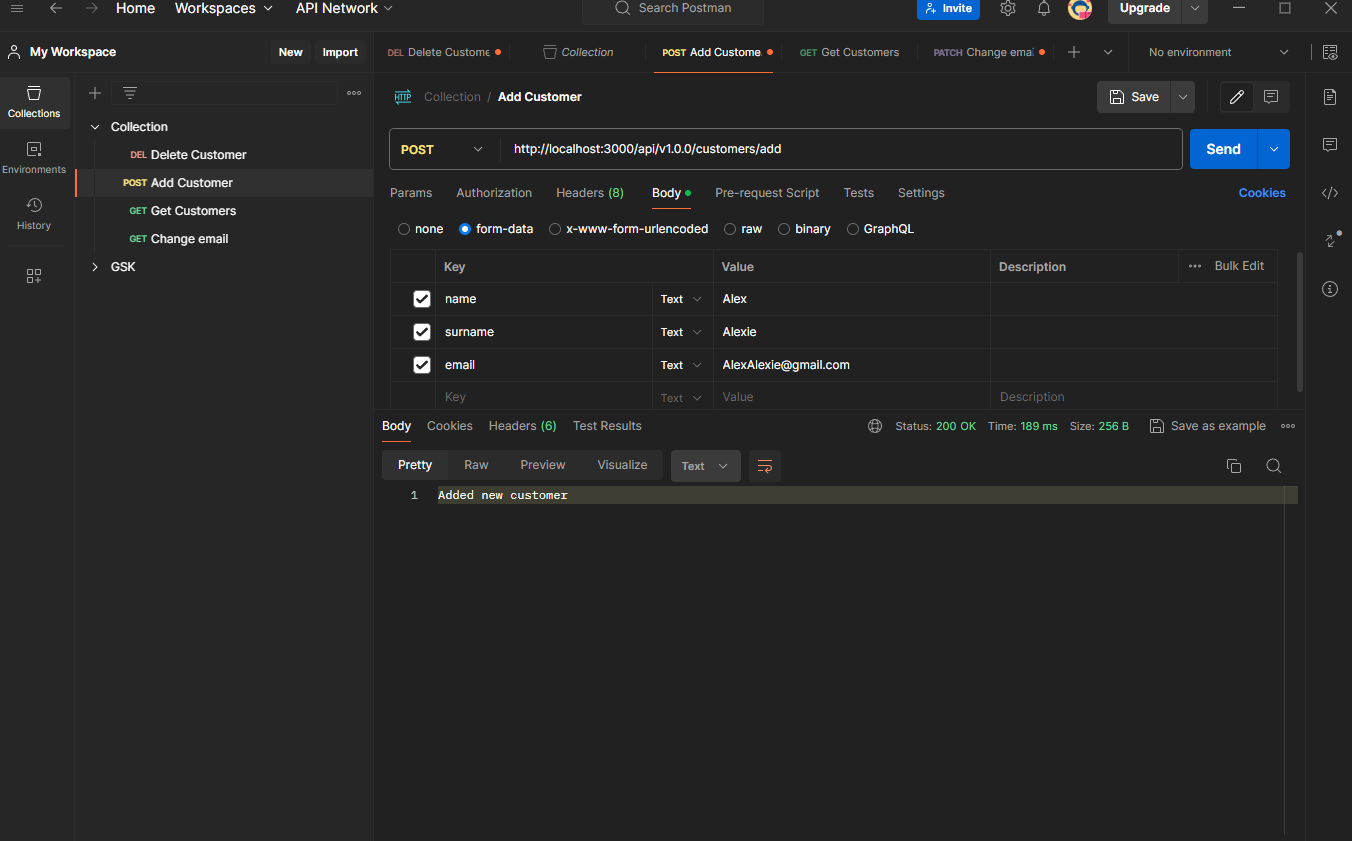 Home Workspaces API Network Search Postman Invite Upgrade
My Workspace New Import DEL Delete Custome Collection POST Add Custome GET Get Customers PATCH Change emai No environment
Collections
Environments
History
Collection
DEL Delete Customer
POST Add Customer
GET Get Customers
GET Change email
GSK
HTTP Collection / Add Customer Save
POST http://localhost:3000/api/v1.0.0/customers/add Send
Params Authorization Headers (8) Body Pre-request Script Tests Settings Cookies
none form-data x-www-form-urlencoded raw binary GraphQL
Key Value Description Bulk Edit
name Text Alex
surname Text Alexie
email Text AlexAlexie@gmail.com
Key Text Value Description
Body Cookies Headers (6) Test Results Status: 200 OK Time: 189 ms Size: 256 B Save as example
Pretty Raw Preview Visualize Text
1 Added new customer